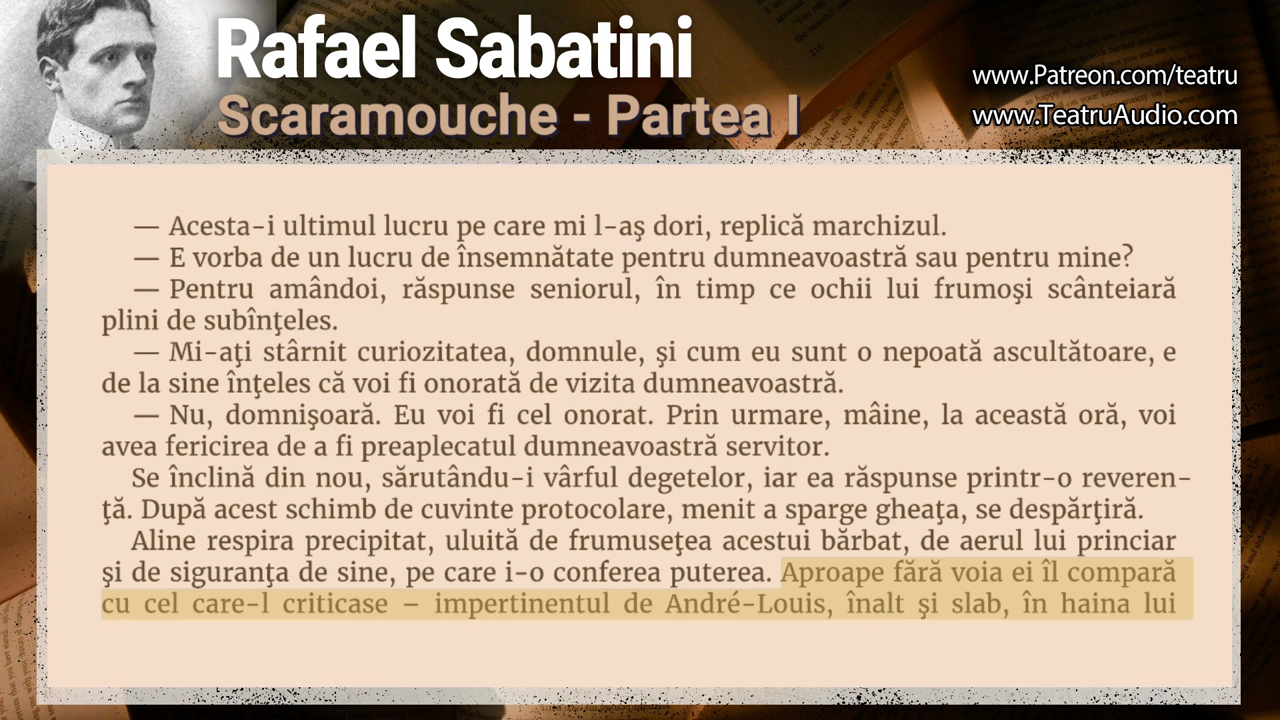 Rafael Sabatini
Scaramouche - Partea I
www.Patreon.com/teatru
www.TeatruAudio.com
— Acesta-i ultimul lucru pe care mi l-aş dori, replică marchizul.
— E vorba de un lucru de însemnătate pentru dumneavoastră sau pentru mine?
— Pentru amândoi, răspunse seniorul, în timp ce ochii lui frumoşi scânteiară
plini de subînţeles.
— Mi-aţi stârnit curiozitatea, domnule, şi cum eu sunt o nepoată ascultătoare, e
de la sine înţeles că voi fi onorată de vizita dumneavoastră.
— Nu, domnişoară. Eu voi fi cel onorat. Prin urmare, mâine, la această oră, voi
avea fericirea de a fi preaplecatul dumneavoastră servitor.
Se înclină din nou, sărutându-i vârful degetelor, iar ea răspunse printr-o reveren-
ţă. După acest schimb de cuvinte protocolare, menit a sparge gheaţa, se despărţiră.
Aline respira precipitat, uluită de frumuseţea acestui bărbat, de aerul lui princiar
şi de siguranţa de sine, pe care i-o conferea puterea. Aproape fără voia ei îl compară
cu cel care-l criticase – impertinentul de André-Louis, înalt şi slab, în haina lui